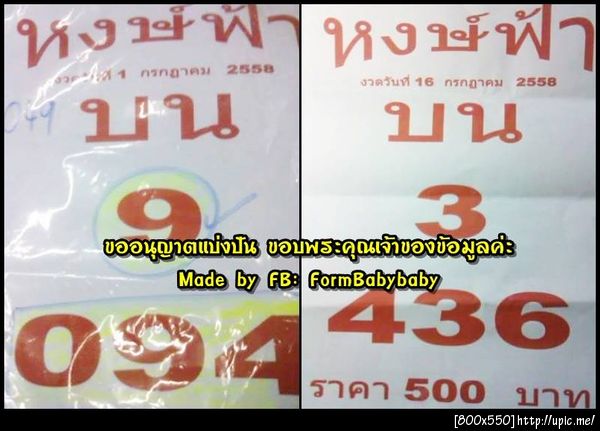 หงษ์ฟ้า
งวดวันที่ 1 กรกฎาคม 2558
049
บน
9
094
หงษ์ฟ้า
งวดวันที่ 16 กรกฎาคม 2558
บน
3
436
ราคา 500 บาท
ขออนุญาตแบ่งปัน ขอบพระคุณเจ้าของข้อมูลค่ะ
Made by FB: FormBabybaby
[800x550]http://upic.me/